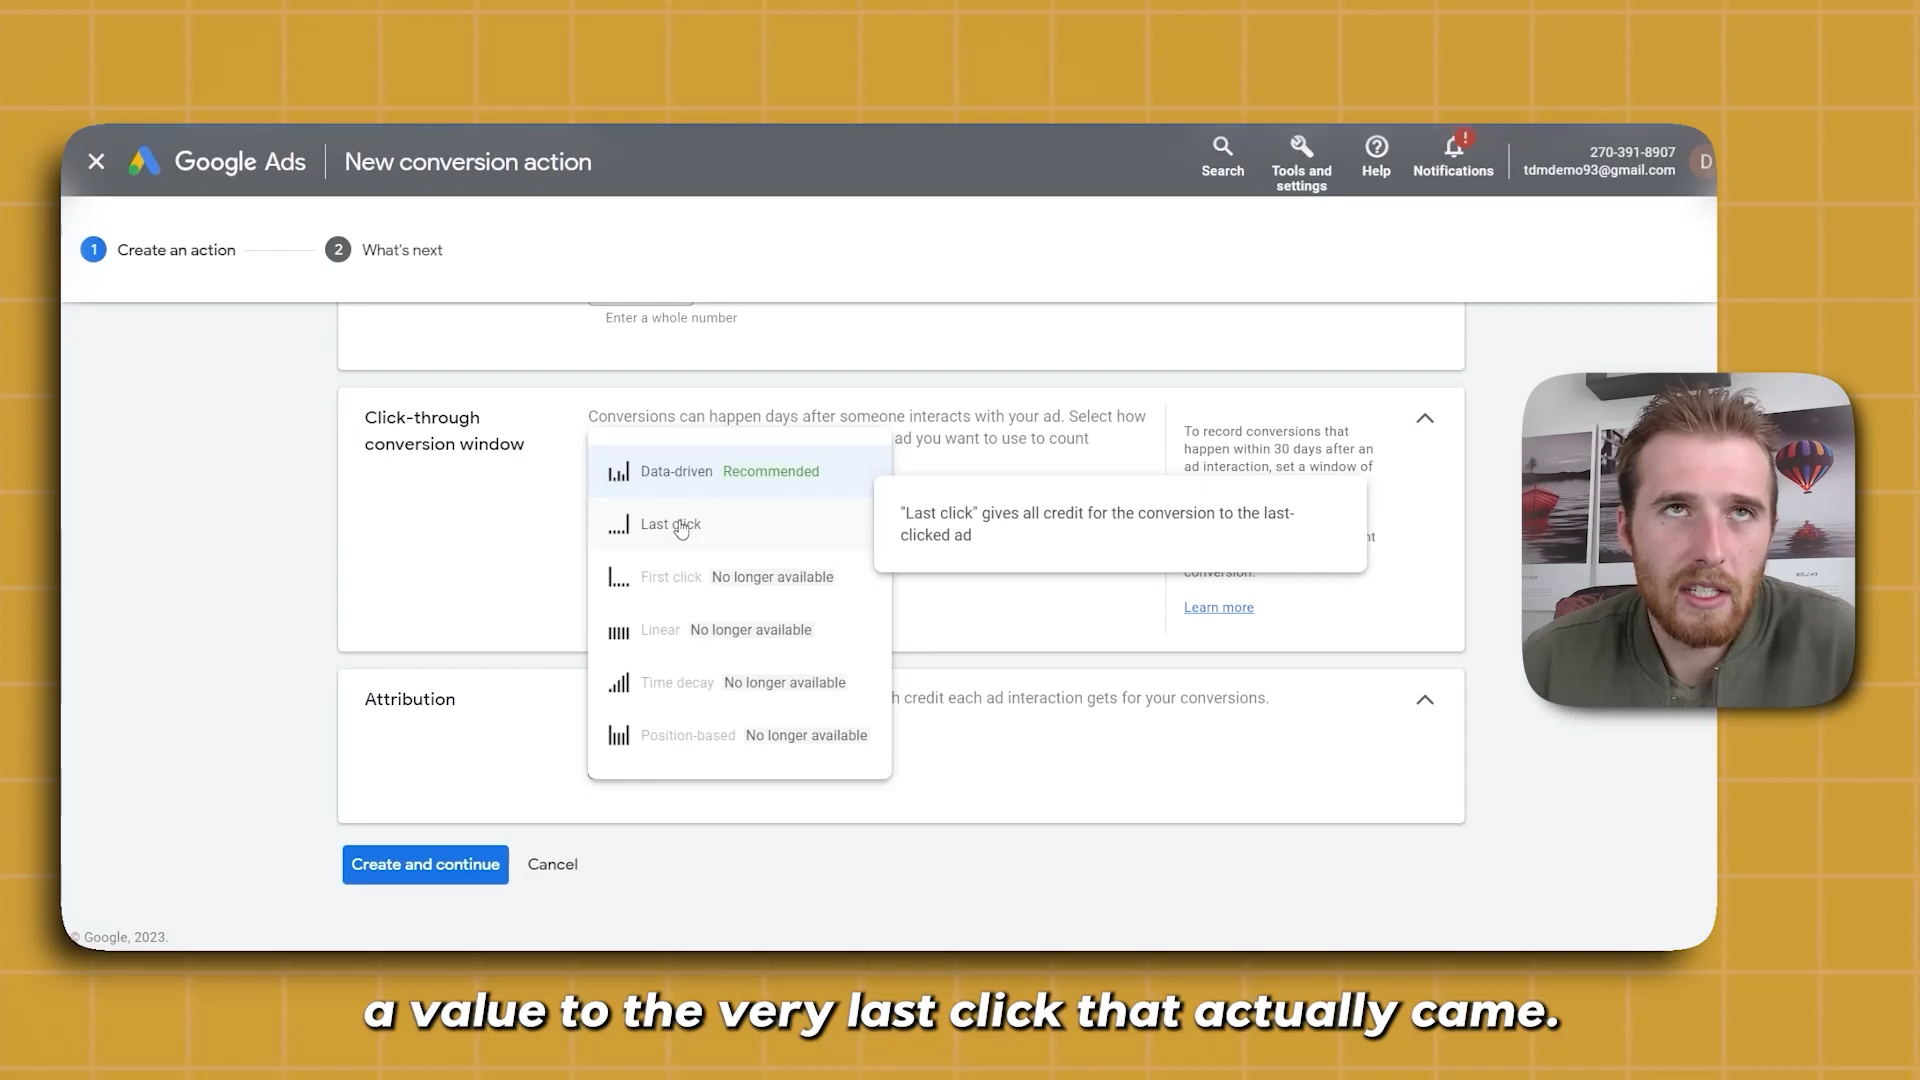 Google Ads
New conversion action
Search
Tools and
settings
Help
!
Notifications
270-391-8907
tdmdemo93@gmail.com
D
1 Create an action
2 What's next
Enter a whole number
Click-through
conversion window
Conversions can happen days after someone interacts with your ad. Select how
ad you want to use to count
To record conversions that
happen within 30 days after an
ad interaction, set a window of
conversion.
Learn more
Data-driven Recommended
Last click
"Last click" gives all credit for the conversion to the last-
clicked ad
First click No longer available
Linear No longer available
Time decay No longer available
Position-based No longer available
Attribution
credit each ad interaction gets for your conversions.
Create and continue
Cancel
© Google, 2023.
a value to the very last click that actually came.